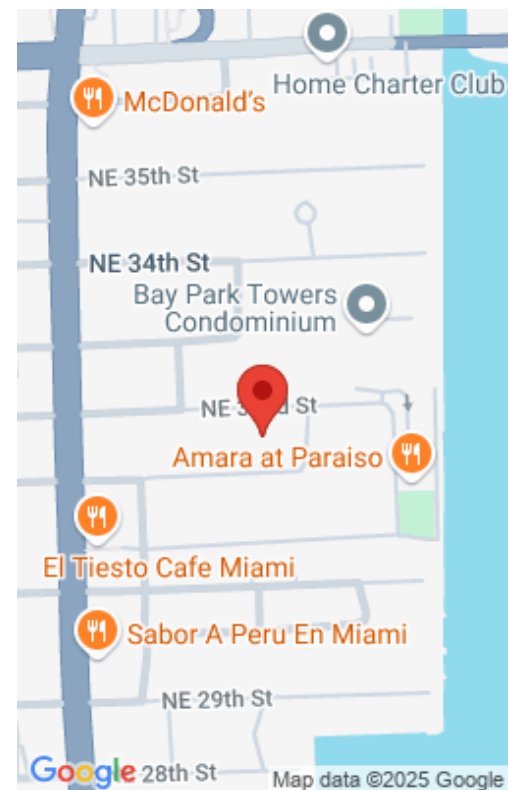 Home Charter Club
McDonald's
NE 35th St
NE 34th St
Bay Park Towers
Condominium
St
Amara at Paraiso
El Tiesto Cafe Miami
Sabor A Peru En Miami
NE 29th St
Google
28th St
Map data ©2025 Google